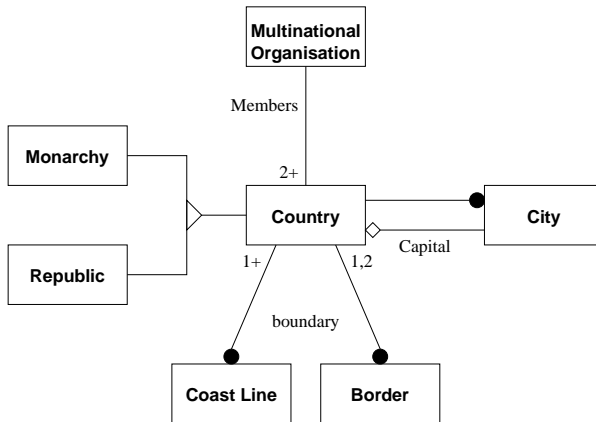 Multinational
Organisation
Members
Monarchy
2+
Country
City
Republic
Capital
1+
1,2
boundary
Coast Line
Border